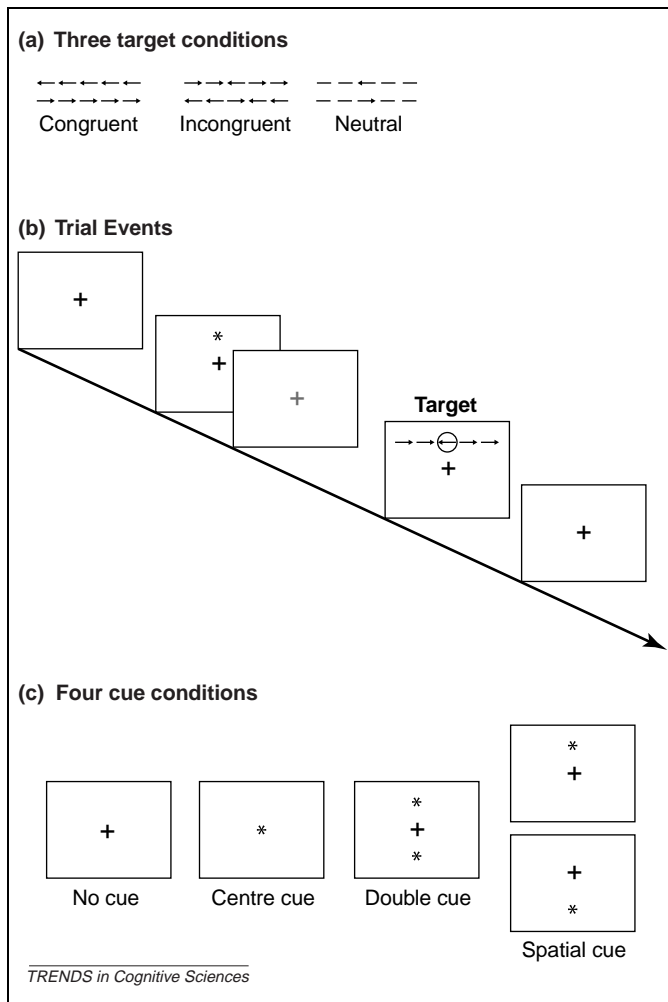 (a) Three target conditions
Congruent Incongruent Neutral
(b) Trial Events
Target
(c) Four cue conditions
No cue Centre cue Double cue
Spatial cue
TRENDS in Cognitive Sciences